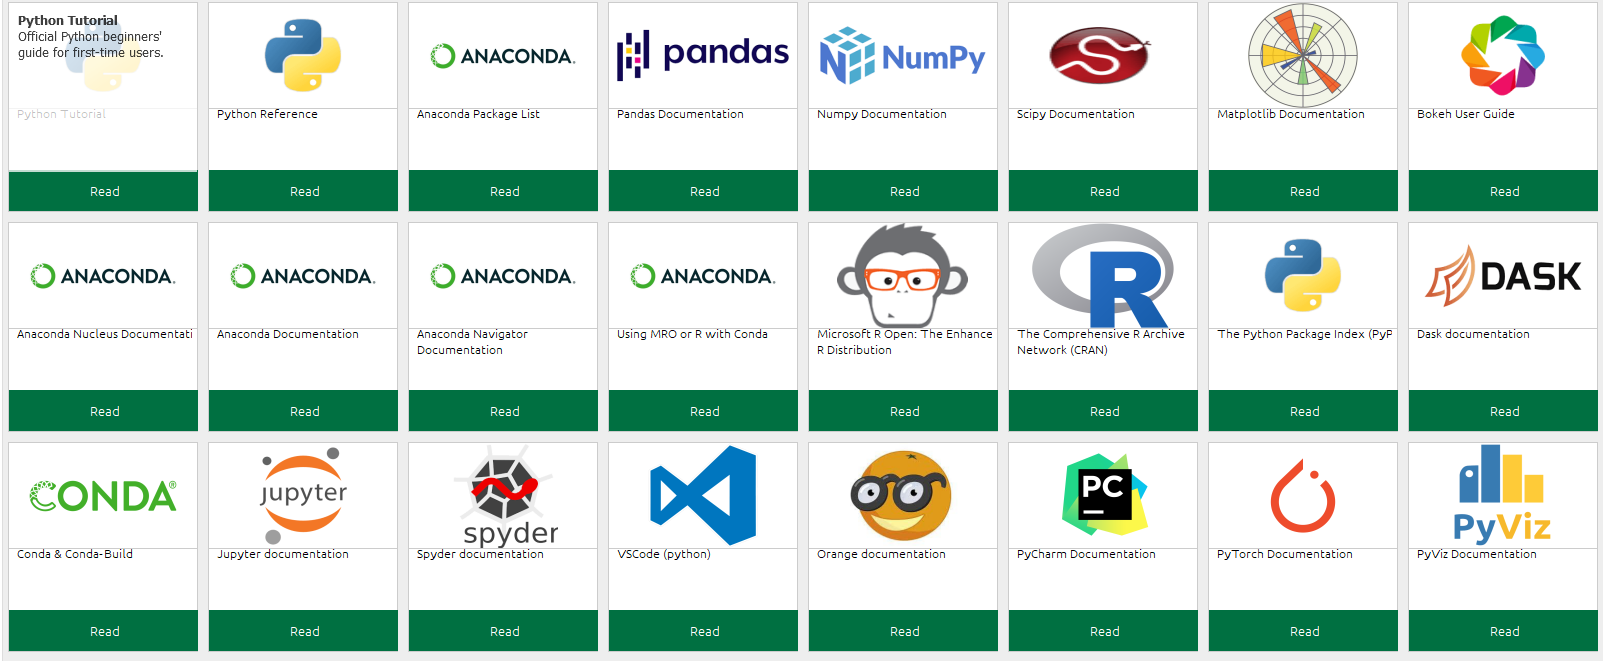 Python Tutorial
Official Python beginners'
guide for first-time users.
Python Tutorial
Read
Python Reference
Read
ANACONDA.
Anaconda Package List
Read
pandas
Pandas Documentation
Read
NumPy
Numpy Documentation
Read
Scipy Documentation
Read
Matplotlib Documentation
Read
Bokeh User Guide
Read
ANACONDA.
Anaconda Nucleus Documentati
Read
ANACONDA.
Anaconda Documentation
Read
ANACONDA.
Anaconda Navigator
Documentation
Read
ANACONDA.
Using MRO or R with Conda
Read
Microsoft R Open: The Enhance
R Distribution
Read
R
The Comprehensive R Archive
Network (CRAN)
Read
The Python Package Index (PyP
Read
DASK
Dask documentation
Read
CONDA®
Conda & Conda-Build
Read
jupyter
Jupyter documentation
Read
spyder
Spyder documentation
Read
VSCode (python)
Read
Orange documentation
Read
PC
PyCharm Documentation
Read
PyTorch Documentation
Read
PyViz
PyViz Documentation
Read